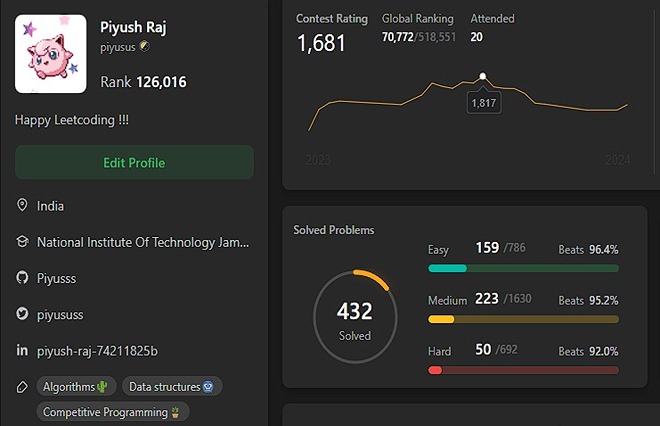 Piyush Raj
piyusus
Rank 126,016
Happy Leetcoding !!!
Edit Profile
India
National Institute Of Technology Jam...
Piyusss
piyususs
in piyush-raj-74211825b
Algorithms Data structures
Competitive Programming
Contest Rating Global Ranking Attended
1,681 70,772/518,551 20
1,817
2023 2024
Solved Problems
432
Solved
Easy 159 /786 Beats 96.4%
Medium 223 /1630 Beats 95.2%
Hard 50 /692 Beats 92.0%